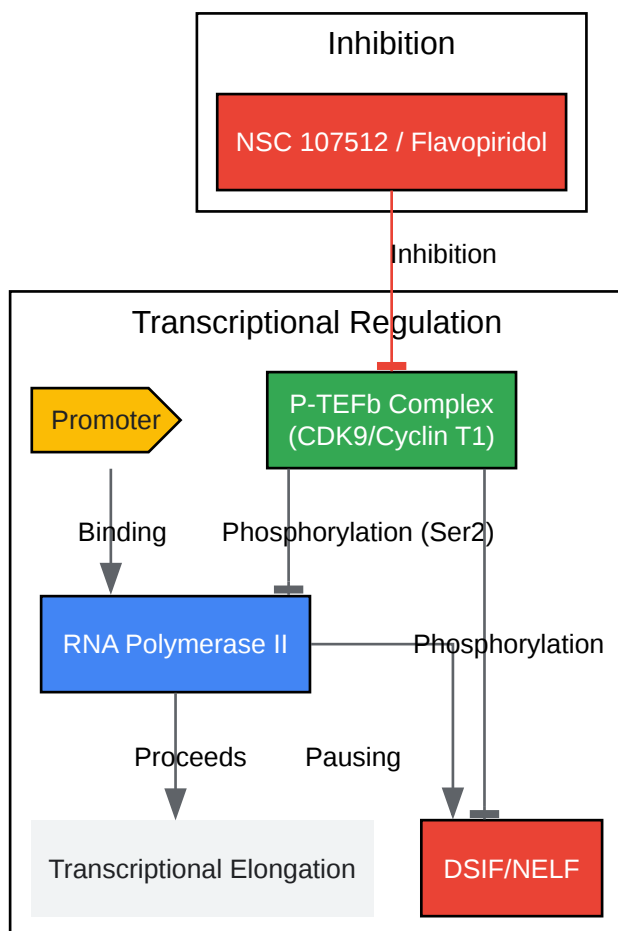 Inhibition
NSC 107512 / Flavopiridol
Inhibition
Transcriptional Regulation
Promoter
P-TEFb Complex
(CDK9/Cyclin T1)
Binding
Phosphorylation (Ser2)
RNA Polymerase II
Phosphorylation
Proceeds
Pausing
Transcriptional Elongation
DSIF/NELF